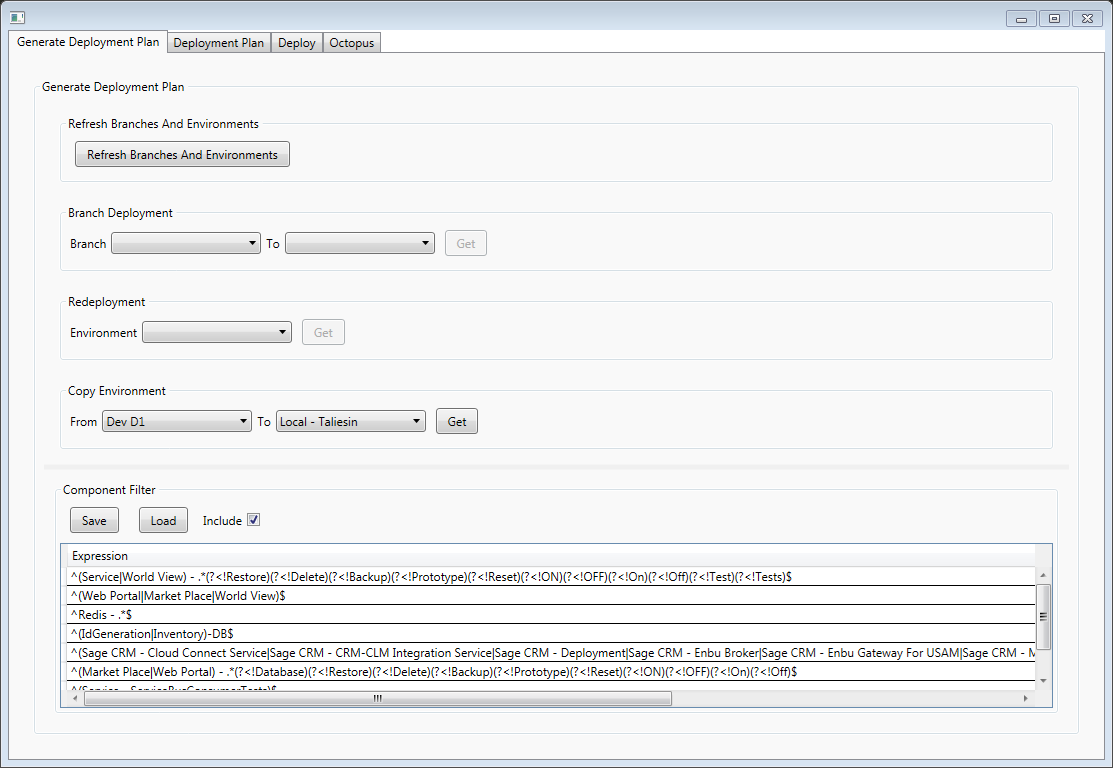 Generate Deployment Plan Deployment Plan Deploy Octopus
Generate Deployment Plan
Refresh Branches And Environments
Refresh Branches And Environments
Branch Deployment
Branch To Get
Redeployment
Environment Get
Copy Environment
From Dev D1 To Local - Taliesin Get
Component Filter
Save Load Include
Expression
^(Service|World View) - .*(?<!Restore)(?<!Delete)(?<!Backup)(?<!Prototype)(?<!Reset)(?<!ON)(?<!OFF)(?<!On)(?<!Off)(?<!Test)(?<!Tests)$
^(Web Portal|Market Place|World View)$
^Redis - .*$
^(IdGeneration|Inventory)-DB$
^(Sage CRM - Cloud Connect Service|Sage CRM - CRM-CLM Integration Service|Sage CRM - Deployment|Sage CRM - Enbu Broker|Sage CRM - Enbu Gateway For USAM|Sage CRM - M
^(Market Place|Web Portal) - .*(?<!Database)(?<!Restore)(?<!Delete)(?<!Backup)(?<!Prototype)(?<!Reset)(?<!ON)(?<!OFF)(?<!On)(?<!Off)$
^(Service - ServiceBusConsumerTests)$